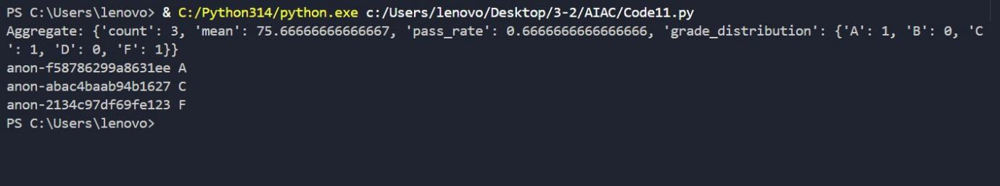 PS C:\Users\lenovo> & C:/Python314/python.exe c:/Users/lenovo/Desktop/3-2/AIAC/Code11.py
Aggregate: {'count': 3, 'mean': 75.66666666666667, 'pass_rate': 0.6666666666666666, 'grade_distribution': {'A': 1, 'B': 0, 'C
': 1, 'D': 0, 'F': 1}}
anon-f58786299a8631ee A
anon-abac4baab94b1627 C
anon-2134c97df69fe123 F
PS C:\Users\lenovo>